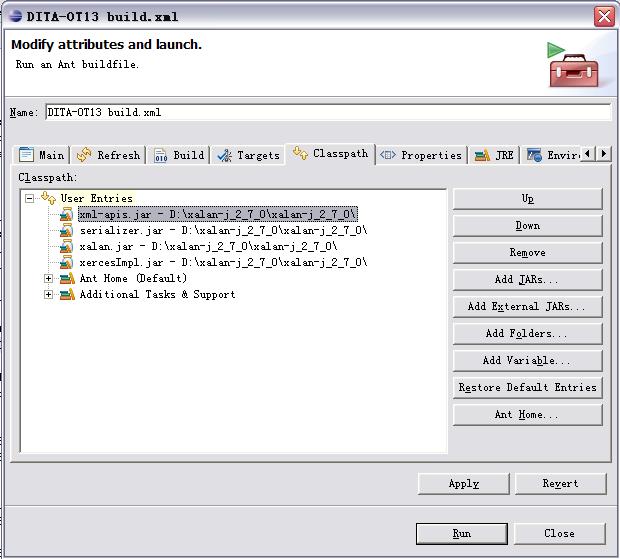 DITA-OT13 build.xml
Modify attributes and launch.
Run an Ant buildfile.
Name: DITA-OT13 build.xml
Main Refresh Build Targets Classpath Properties JRE Enviro
Classpath:
User Entries
xml-apis.jar - D:\xalan-j_2_7_0\xalan-j_2_7_0\
serializer.jar - D:\xalan-j_2_7_0\xalan-j_2_7_0\
xalan.jar - D:\xalan-j_2_7_0\xalan-j_2_7_0\
xercesImpl.jar - D:\xalan-j_2_7_0\xalan-j_2_7_0\
Ant Home (Default)
Additional Tasks & Support
Up
Down
Remove
Add JARs...
Add External JARs...
Add Folders...
Add Variable...
Restore Default Entries
Ant Home...
Apply Revert
Run Close